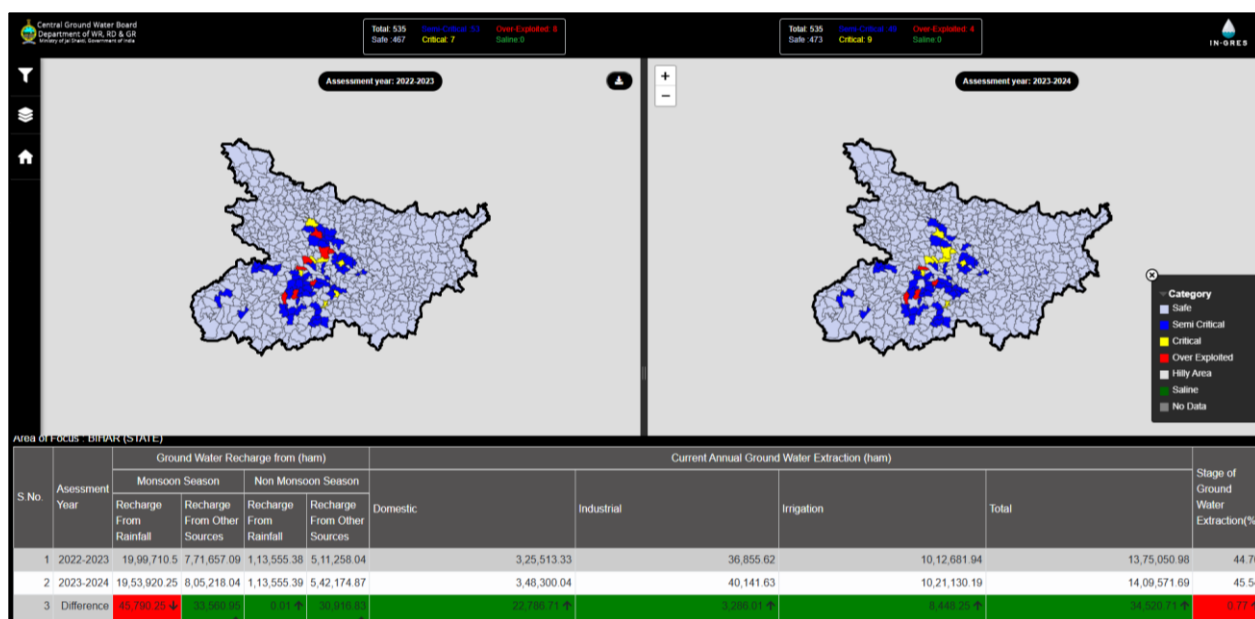 Central Ground Water Board
Department of WR, RD & GR
Ministry of Jal Shakti, Government of India
Total: 535 Semi-Critical: 53 Over-Exploited: 8
Safe :467 Critical: 7 Saline:0
Total: 535 Over-Exploited: 4
Safe :473 Critical: 9 Saline:0
IN-GRES
Assessment year: 2022-2023
+
−
Assessment year: 2023-2024
Category
Safe
Semi Critical
Critical
Over Exploited
Hilly Area
Saline
No Data
Area of Focus : BIHAR (STATE)
S.No. Asessment Year Ground Water Recharge from (ham) Current Annual Ground Water Extraction (ham) Stage of Ground Water Extraction(%
Monsoon Season Non Monsoon Season
Recharge From Rainfall Recharge From Other Sources Recharge From Rainfall Recharge From Other Sources Domestic Industrial Irrigation Total
1 2022-2023 19,99,710.5 7,71,657.09 1,13,555.38 5,11,258.04 3,25,513.33 36,855.62 10,12,681.94 13,75,050.98
2 2023-2024 19,53,920.25 8,05,218.04 1,13,555.39 5,42,174.87 3,48,300.04 40,141.63 10,21,130.19 14,09,571.69
3 Difference 45,790.25 ↓ 33,560.95 0.01 ↑ 30,916.83 22,786.71 ↑ 3,286.01 ↑ 8,448.25 ↑ 34,520.71 ↑ 0.77